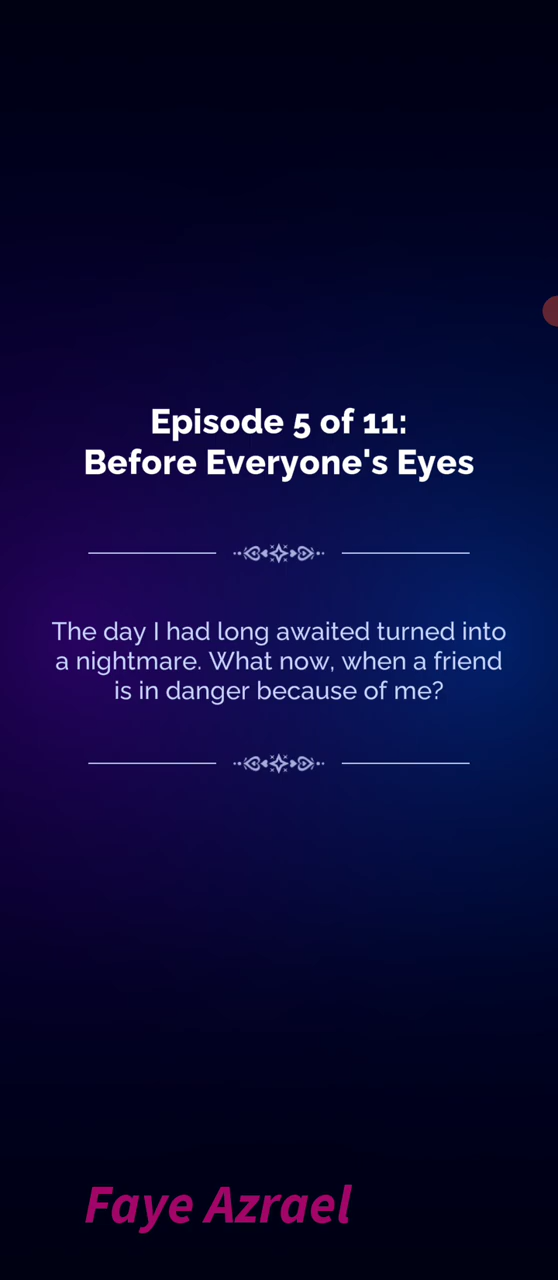 Episode 5 of 11:
Before Everyone's Eyes
The day I had long awaited turned into
a nightmare. What now, when a friend
is in danger because of me?
Faye Azrael